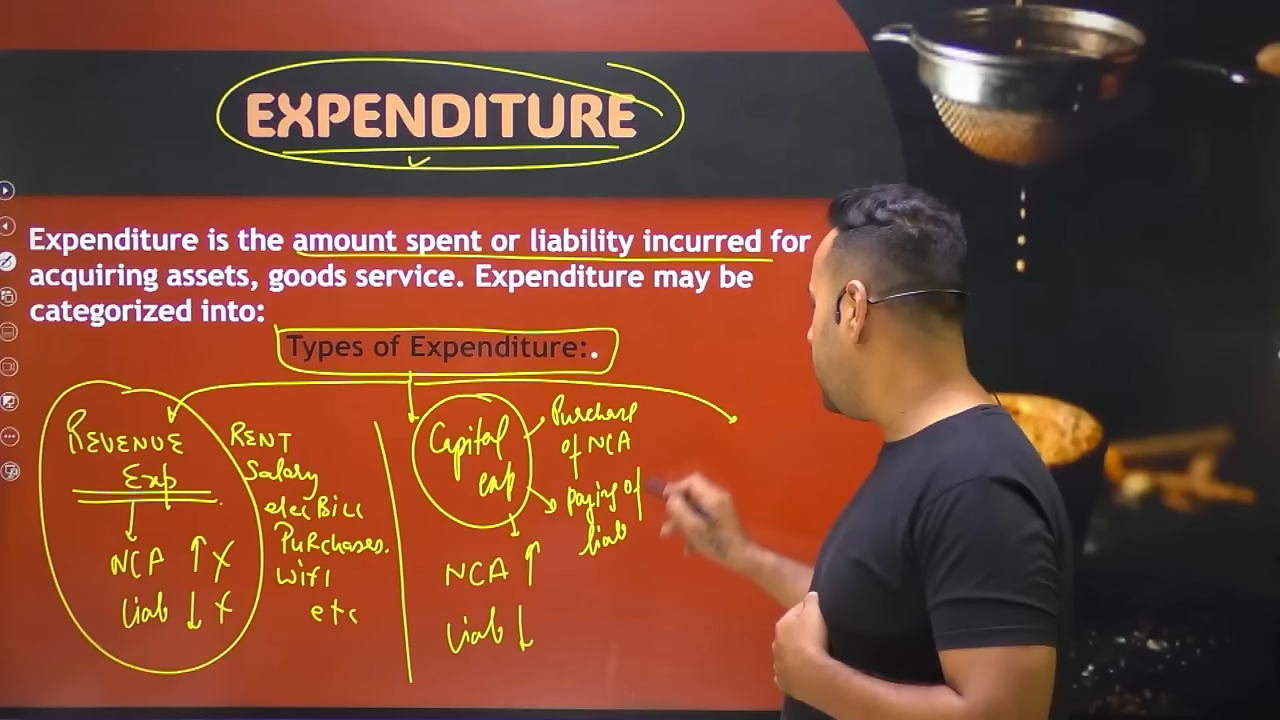 EXPENDITURE
Expenditure is the amount spent or liability incurred for
acquiring assets, goods service. Expenditure may be
categorized into:
Types of Expenditure:.
REVENUE
Exp
NCA ↑ X
Liab ↓ X
RENT
Salary
elec Bill
PURchases.
WIFI
etc
Capital
exp
NCA ↑
Liab ↓
Purchase
of NCA
paying of
liab